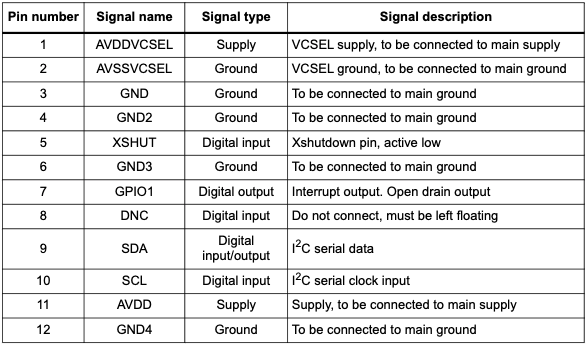 Pin number Signal name Signal type Signal description
1 AVDDVCSEL Supply VCSEL supply, to be connected to main supply
2 AVSSVCSEL Ground VCSEL ground, to be connected to main ground
3 GND Ground To be connected to main ground
4 GND2 Ground To be connected to main ground
5 XSHUT Digital input Xshutdown pin, active low
6 GND3 Ground To be connected to main ground
7 GPIO1 Digital output Interrupt output. Open drain output
8 DNC Digital input Do not connect, must be left floating
9 SDA Digital input/output I²C serial data
10 SCL Digital input I²C serial clock input
11 AVDD Supply Supply, to be connected to main supply
12 GND4 Ground To be connected to main ground